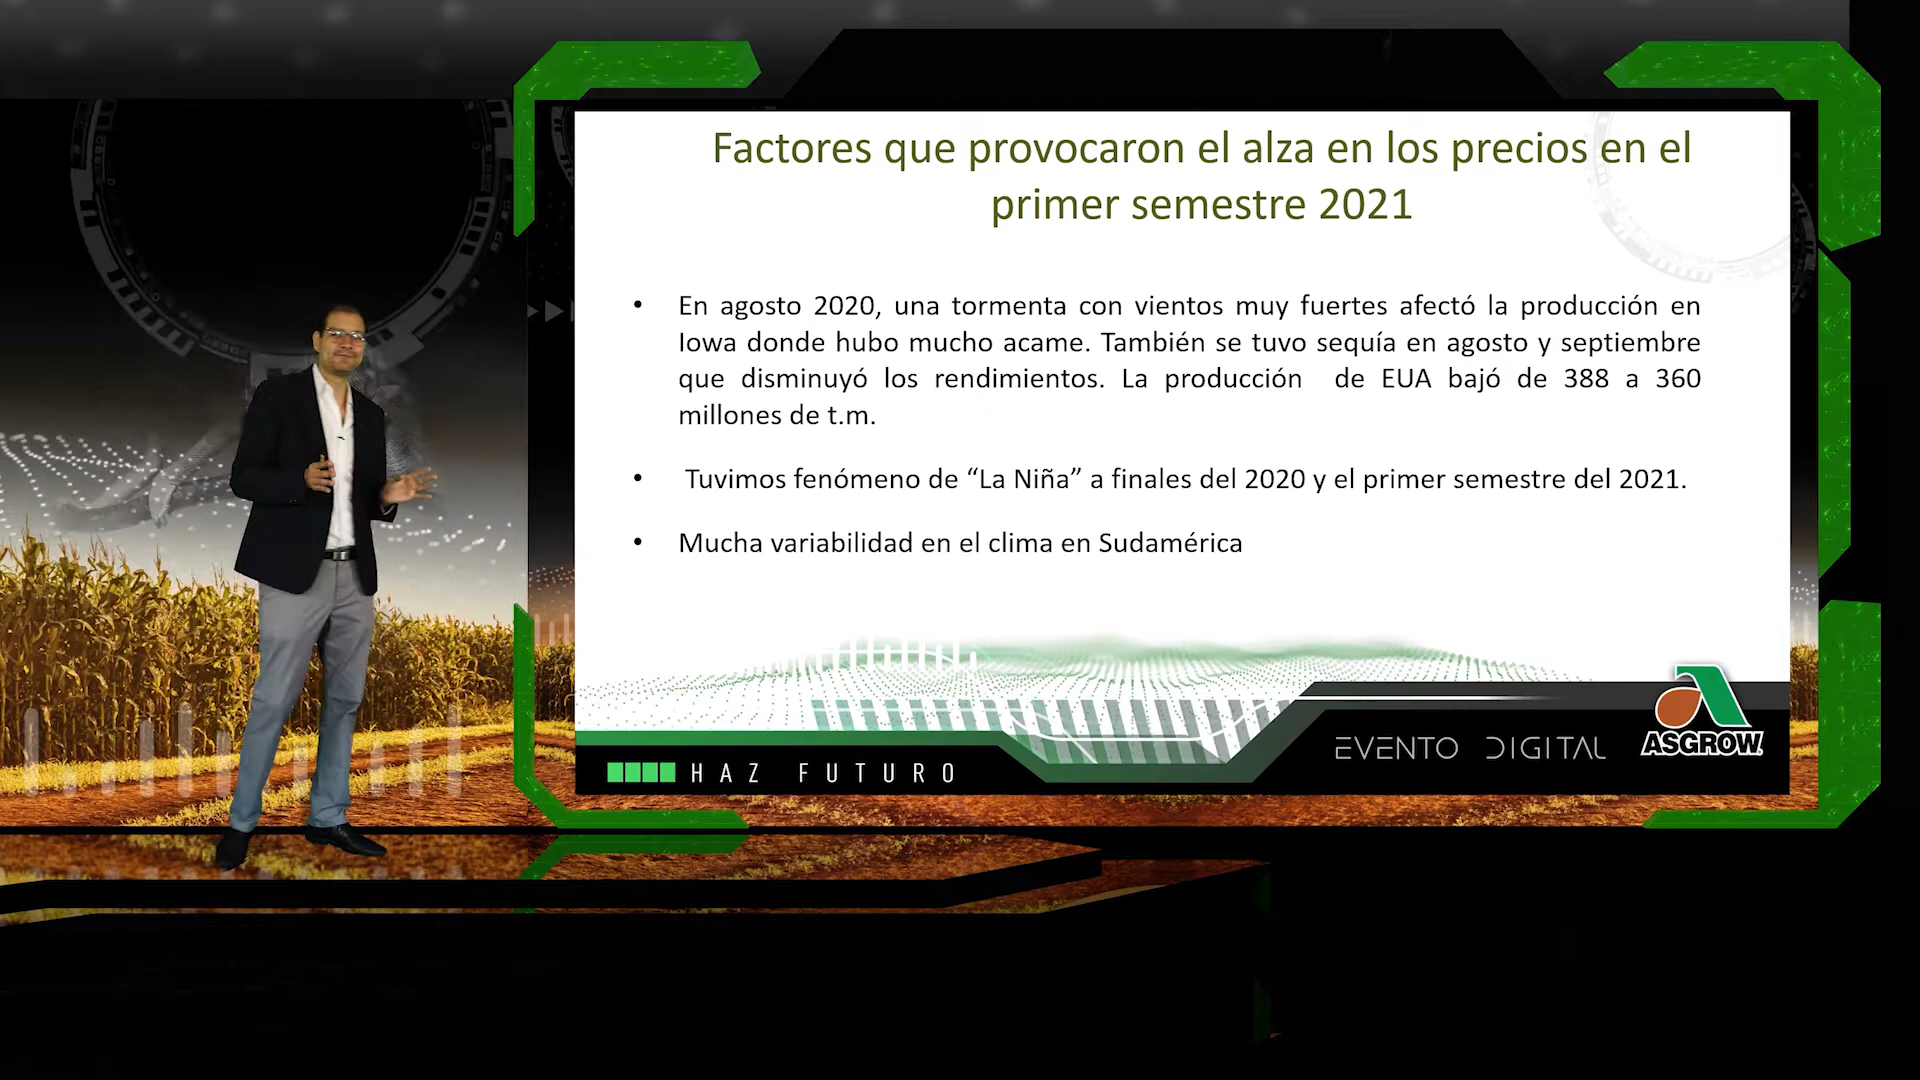 Factores que provocaron el alza en los precios en el
primer semestre 2021
• En agosto 2020, una tormenta con vientos muy fuertes afectó la producción en
Iowa donde hubo mucho acame. También se tuvo sequía en agosto y septiembre
que disminuyó los rendimientos. La producción de EUA bajó de 388 a 360
millones de t.m.
• Tuvimos fenómeno de “La Niña” a finales del 2020 y el primer semestre del 2021.
• Mucha variabilidad en el clima en Sudamérica
HAZ FUTURO
EVENTO DIGITAL
ASGROW